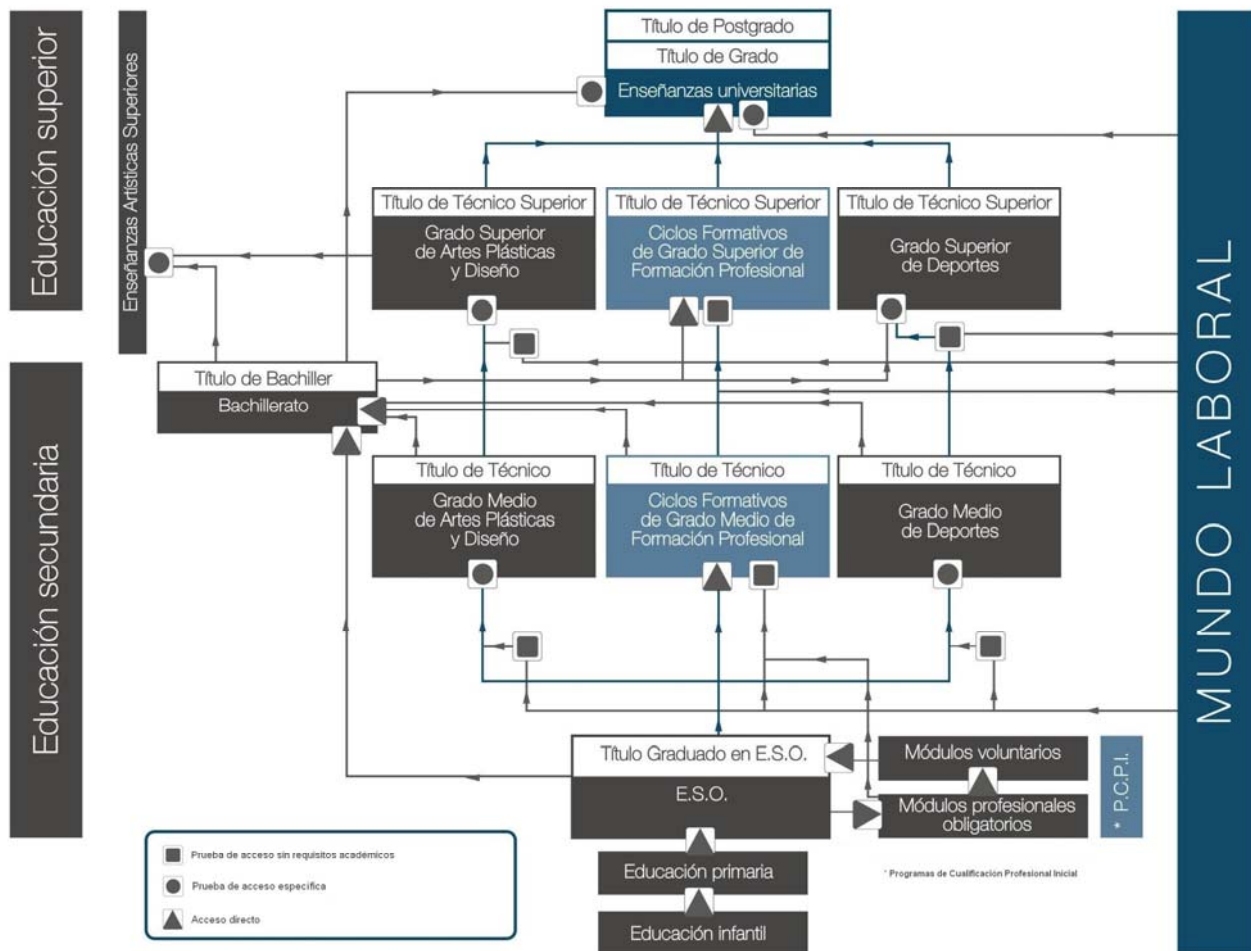 Educación superior
Enseñanzas Artísticas Superiores
Título de Postgrado
Título de Grado
Enseñanzas universitarias
Título de Técnico Superior
Grado Superior
de Artes Plásticas
y Diseño
Título de Técnico Superior
Ciclos Formativos
de Grado Superior de
Formación Profesional
Título de Técnico Superior
Grado Superior
de Deportes
MUNDO LABORAL
Educación secundaria
Título de Bachiller
Bachillerato
Título de Técnico
Grado Medio
de Artes Plásticas
y Diseño
Título de Técnico
Ciclos Formativos
de Grado Medio de
Formación Profesional
Título de Técnico
Grado Medio
de Deportes
Título Graduado en E.S.O.
E.S.O.
Módulos voluntarios
Módulos profesionales
obligatorios
* P.C.P.I.
Educación primaria
Educación infantil
* Programas de Cualificación Profesional Inicial
Prueba de acceso sin requisitos académicos
Prueba de acceso específica
Acceso directo